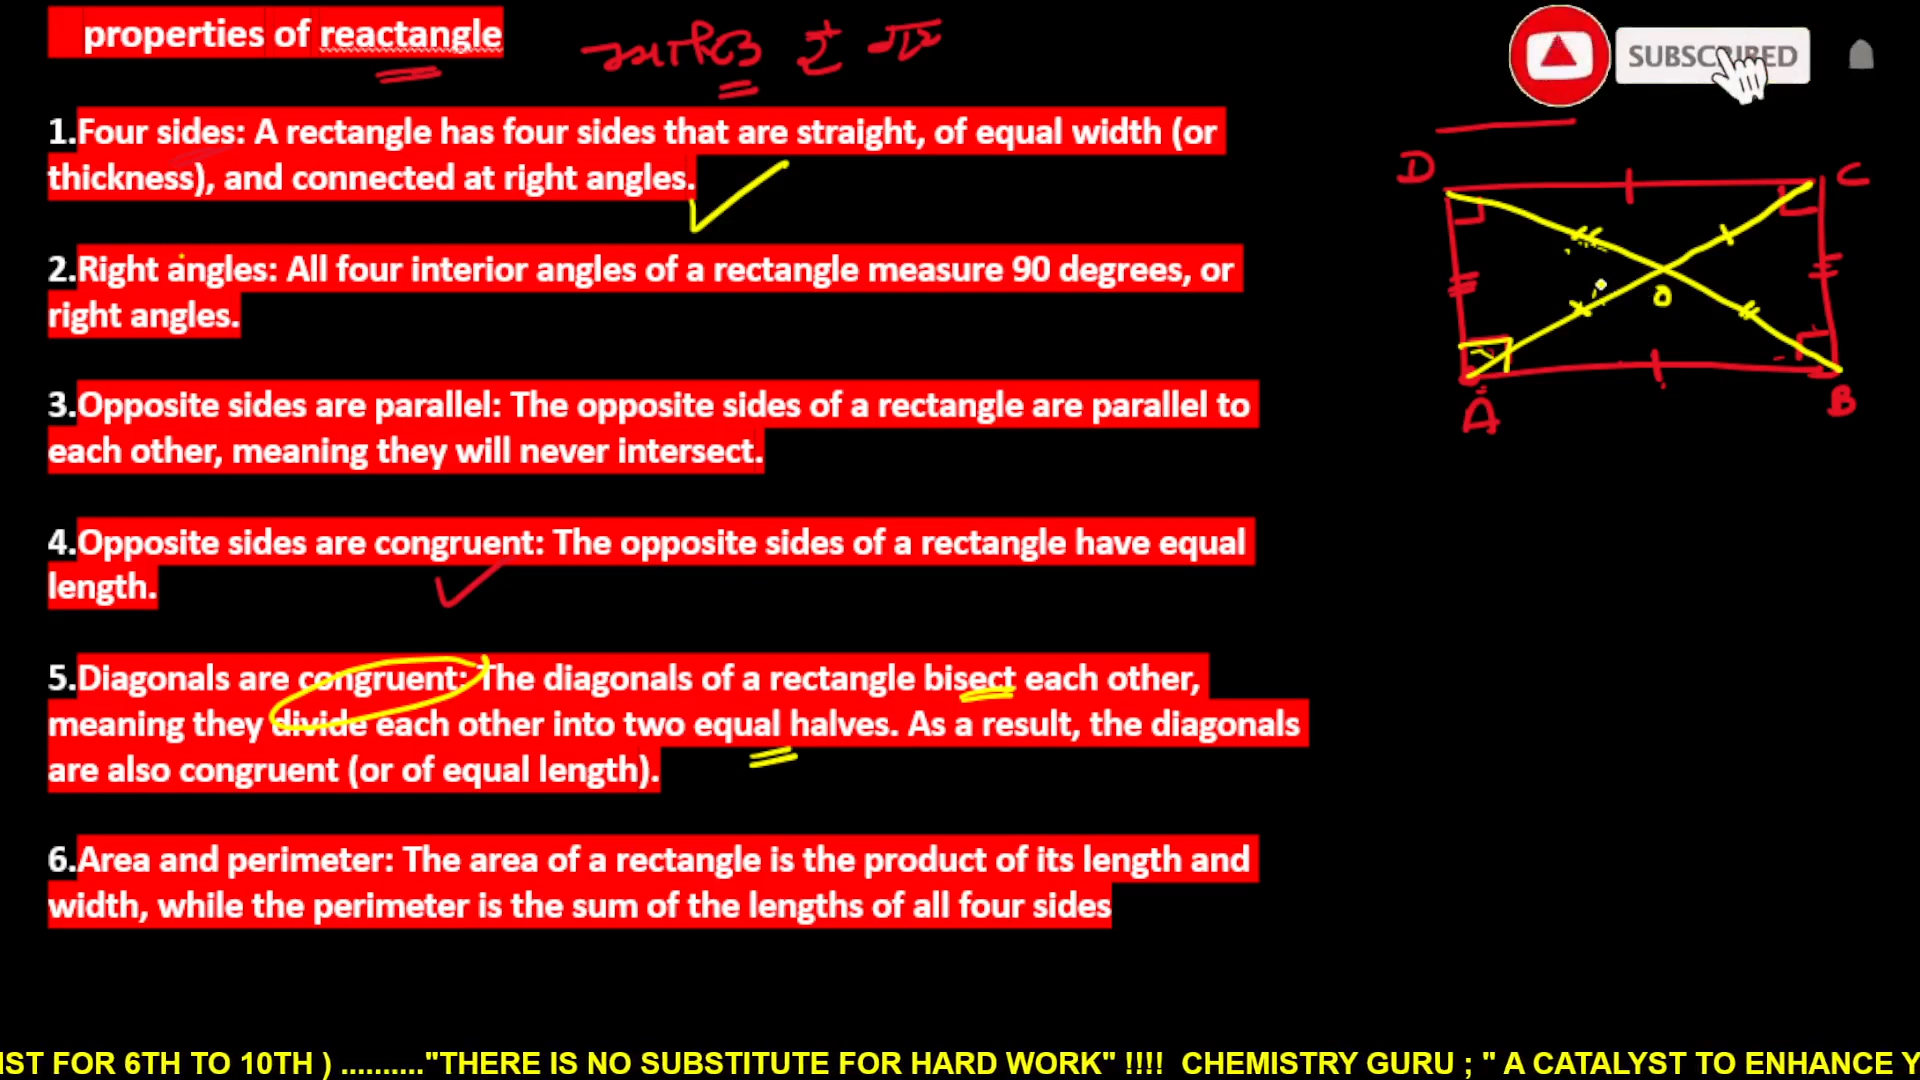 properties of reactangle
SUBSCRIBED
1.Four sides: A rectangle has four sides that are straight, of equal width (or
thickness), and connected at right angles.
2.Right angles: All four interior angles of a rectangle measure 90 degrees, or
right angles.
3.Opposite sides are parallel: The opposite sides of a rectangle are parallel to
each other, meaning they will never intersect.
4.Opposite sides are congruent: The opposite sides of a rectangle have equal
length.
5.Diagonals are congruent: The diagonals of a rectangle bisect each other,
meaning they divide each other into two equal halves. As a result, the diagonals
are also congruent (or of equal length).
6.Area and perimeter: The area of a rectangle is the product of its length and
width, while the perimeter is the sum of the lengths of all four sides
D C
O
A B
IST FOR 6TH TO 10TH ) .........."THERE IS NO SUBSTITUTE FOR HARD WORK" !!!! CHEMISTRY GURU ; " A CATALYST TO ENHANCE Y